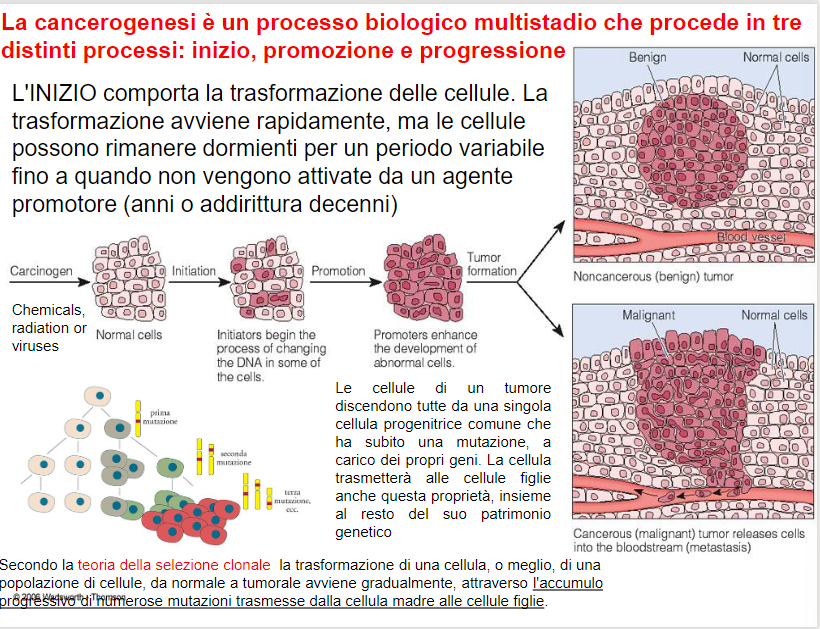 La cancerogenesi è un processo biologico multistadio che procede in tre
distinti processi: inizio, promozione e progressione
L'INIZIO comporta la trasformazione delle cellule. La
trasformazione avviene rapidamente, ma le cellule
possono rimanere dormienti per un periodo variabile
fino a quando non vengono attivate da un agente
promotore (anni o addirittura decenni)
Benign
Normal cells
Blood vessel
Noncancerous (benign) tumor
Carcinogen
Initiation
Promotion
Tumor
formation
Chemicals,
radiation or
viruses
Normal cells
Initiators begin the
process of changing
the DNA in some of
the cells.
Promoters enhance
the development of
abnormal cells.
Malignant
Normal cells
Cancerous (malignant) tumor releases cells
into the bloodstream (metastasis)
prima
mutazione
seconda
mutazione
terza
mutazione,
ecc.
Le cellule di un tumore
discendono tutte da una singola
cellula progenitrice comune che
ha subito una mutazione, a
carico dei propri geni. La cellula
trasmetterà alle cellule figlie
anche questa proprietà, insieme
al resto del suo patrimonio
genetico
Secondo la teoria della selezione clonale la trasformazione di una cellula, o meglio, di una
popolazione di cellule, da normale a tumorale avviene gradualmente, attraverso l'accumulo
progressivo di numerose mutazioni trasmesse dalla cellula madre alle cellule figlie.
© 2006 Wadsworth - Thomson